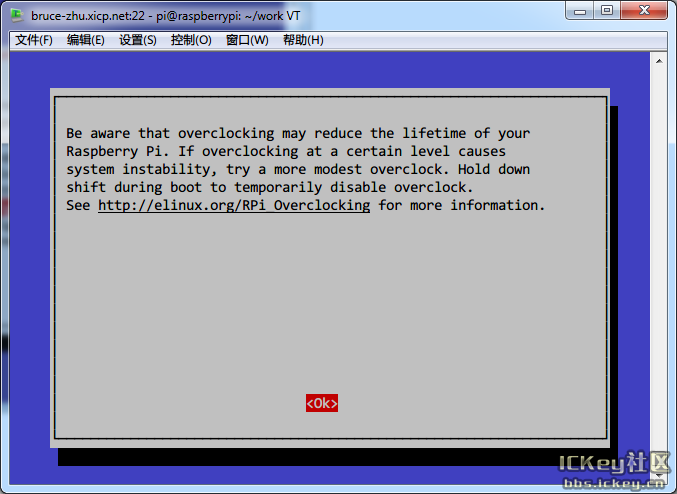 bruce-zhu.xicp.net:22 - pi@raspberrypi: ~/work VT
文件(F) 编辑(E) 设置(S) 控制(O) 窗口(W) 帮助(H)
Be aware that overclocking may reduce the lifetime of your
Raspberry Pi. If overclocking at a certain level causes
system instability, try a more modest overclock. Hold down
shift during boot to temporarily disable overclock.
See http://elinux.org/RPi_Overclocking for more information.
<Ok>
ICKey社区
bbs.ickey.cn